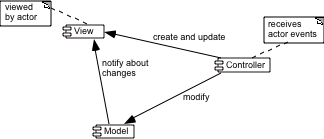 viewed
by actor
receives
actor events
View
create and update
Controller
notify about
changes
modify
Model